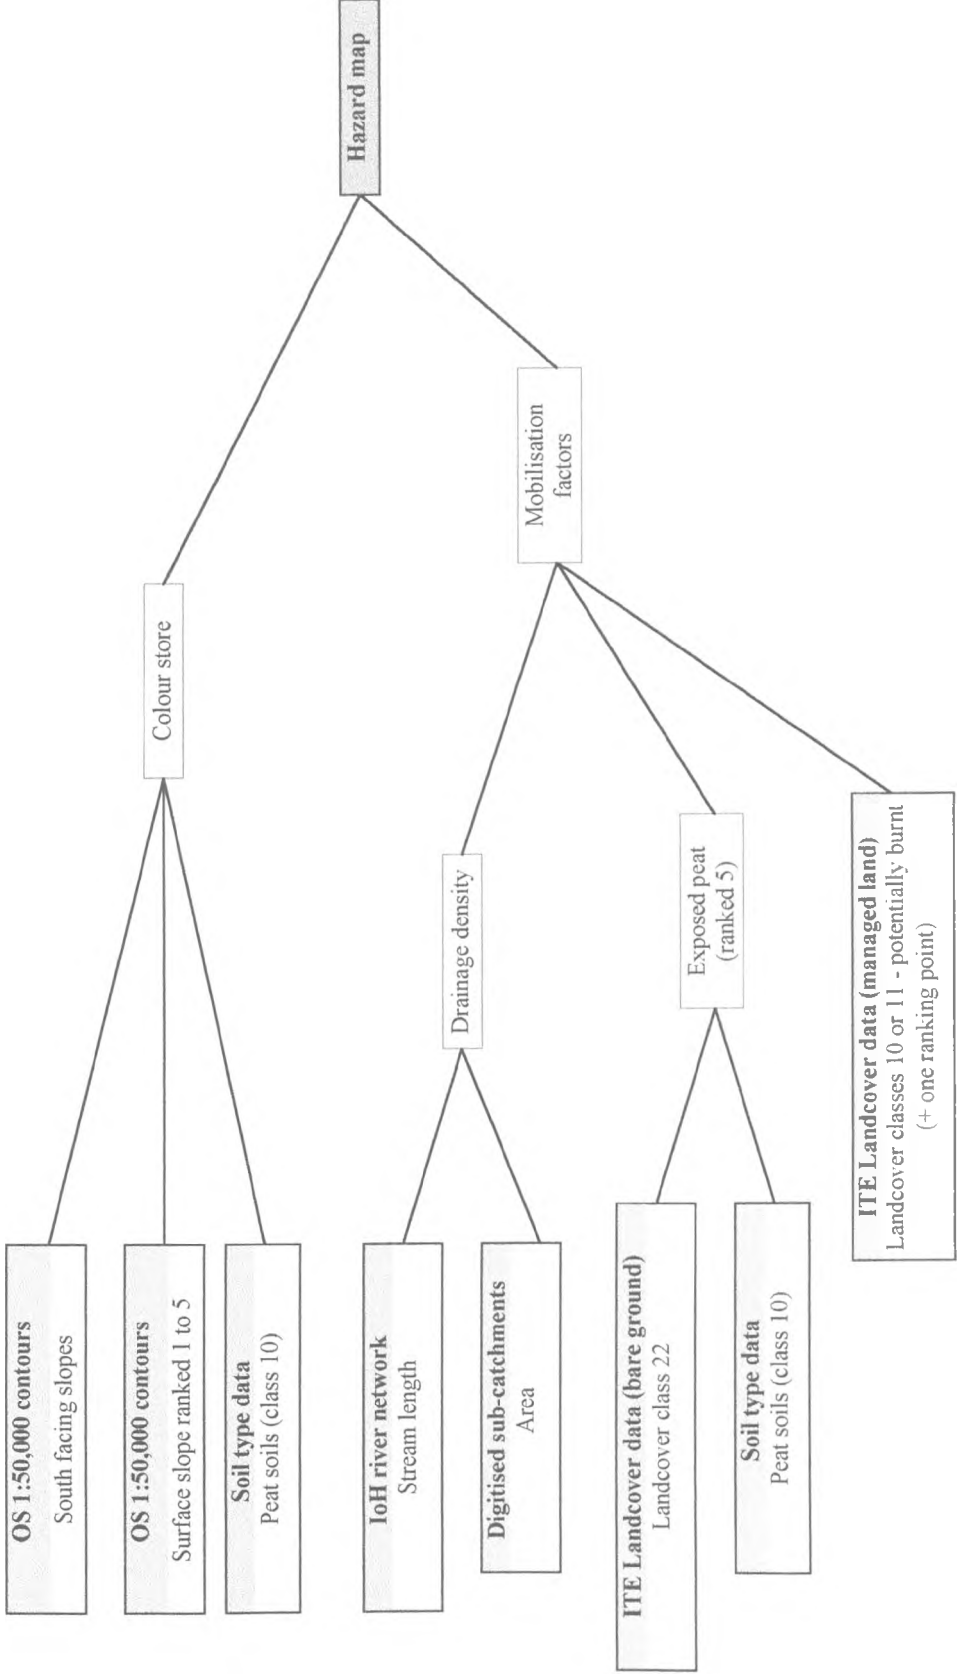 OS 1:50,000 contours
South facing slopes
OS 1:50,000 contours
Surface slope ranked 1 to 5
Soil type data
Peat soils (class 10)
IoH river network
Stream length
Digitised sub-catchments
Area
ITE Landcover data (bare ground)
Landcover class 22
Soil type data
Peat soils (class 10)
ITE Landcover data (managed land)
Landcover classes 10 or 11 - potentially burnt
(+ one ranking point)
Drainage density
Exposed peat
(ranked 5)
Colour store
Mobilisation
factors
Hazard map